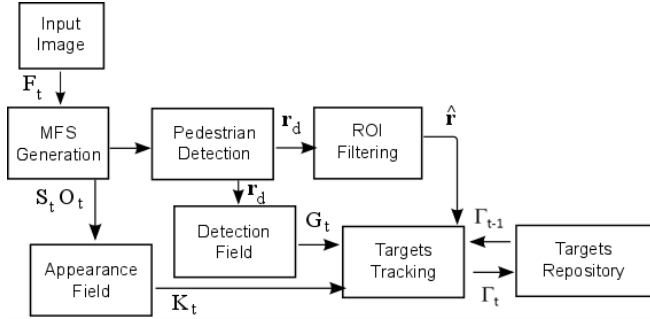 Input
Image
F_t
MFS
Generation
Pedestrian
Detection
r_d
ROI
Filtering
r̂
S_t O_t
r_d
Detection
Field
G_t
Targets
Tracking
Γ_{t-1}
Γ_t
Targets
Repository
Appearance
Field
K_t